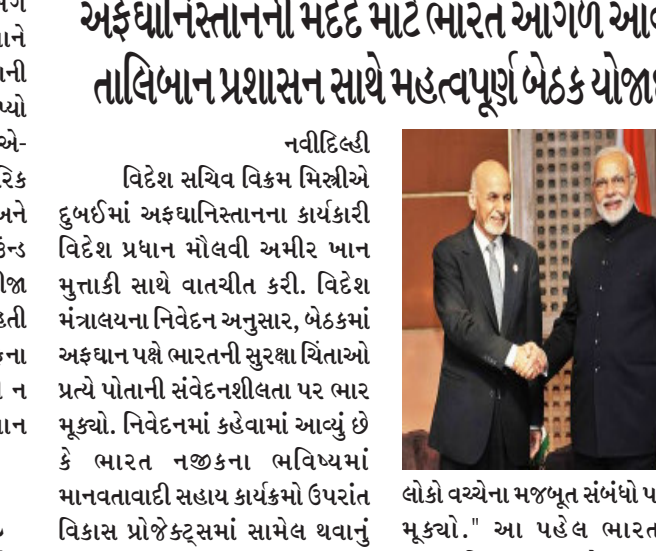 અફઘાનિસ્તાનની મદદ માટે ભારત આગળ
તાલિબાન પ્રશાસન સાથે મહત્વપૂર્ણ બેઠક
નવીદિલ્હી
વિદેશ સચિવ વિક્રમ મિસ્ત્રીએ
દુબઈમાં અફઘાનિસ્તાનના કાર્યકારી
વિદેશ પ્રધાન મૌલવી અમીર ખાન
મુત્તાકી સાથે વાતચીત કરી. વિદેશ
મંત્રાલયના નિવેદન અનુસાર, બેઠકમાં
અફઘાન પક્ષે ભારતની સુરક્ષા ચિંતાઓ
પ્રત્યે પોતાની સંવેદનશીલતા પર ભાર
મૂક્યો. નિવેદનમાં કહેવામાં આવ્યું છે
કે ભારત નજીકના ભવિષ્યમાં
માનવતાવાદી સહાય કાર્યક્રમો ઉપરાંત
વિકાસ પ્રોજેક્ટ્સમાં સામેલ થવાનું
લોકો વચ્ચેના મજબૂત સંબંધો
મૂક્યો." આ પહેલ ભારત